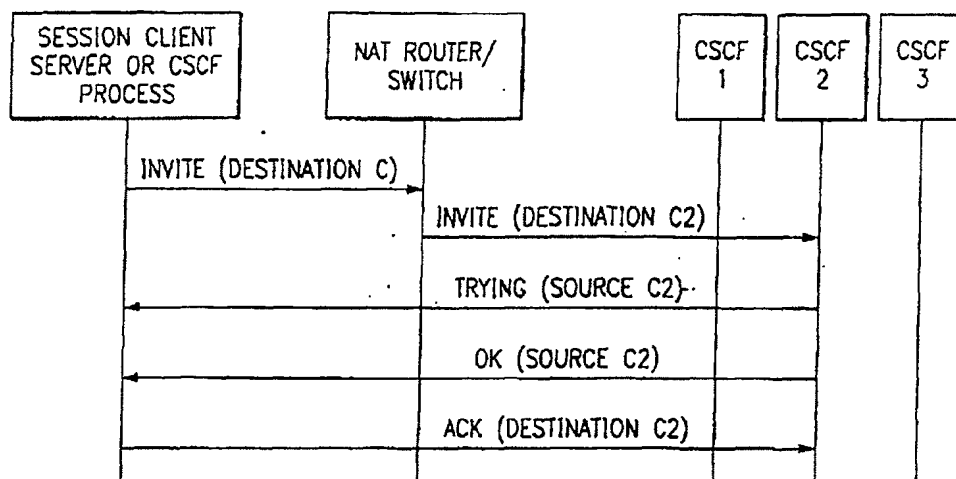 SESSION CLIENT
SERVER OR CSCF
PROCESS
NAT ROUTER/
SWITCH
CSCF
1
CSCF
2
CSCF
3
INVITE (DESTINATION C)
INVITE (DESTINATION C2)
TRYING (SOURCE C2)
OK (SOURCE C2)
ACK (DESTINATION C2)